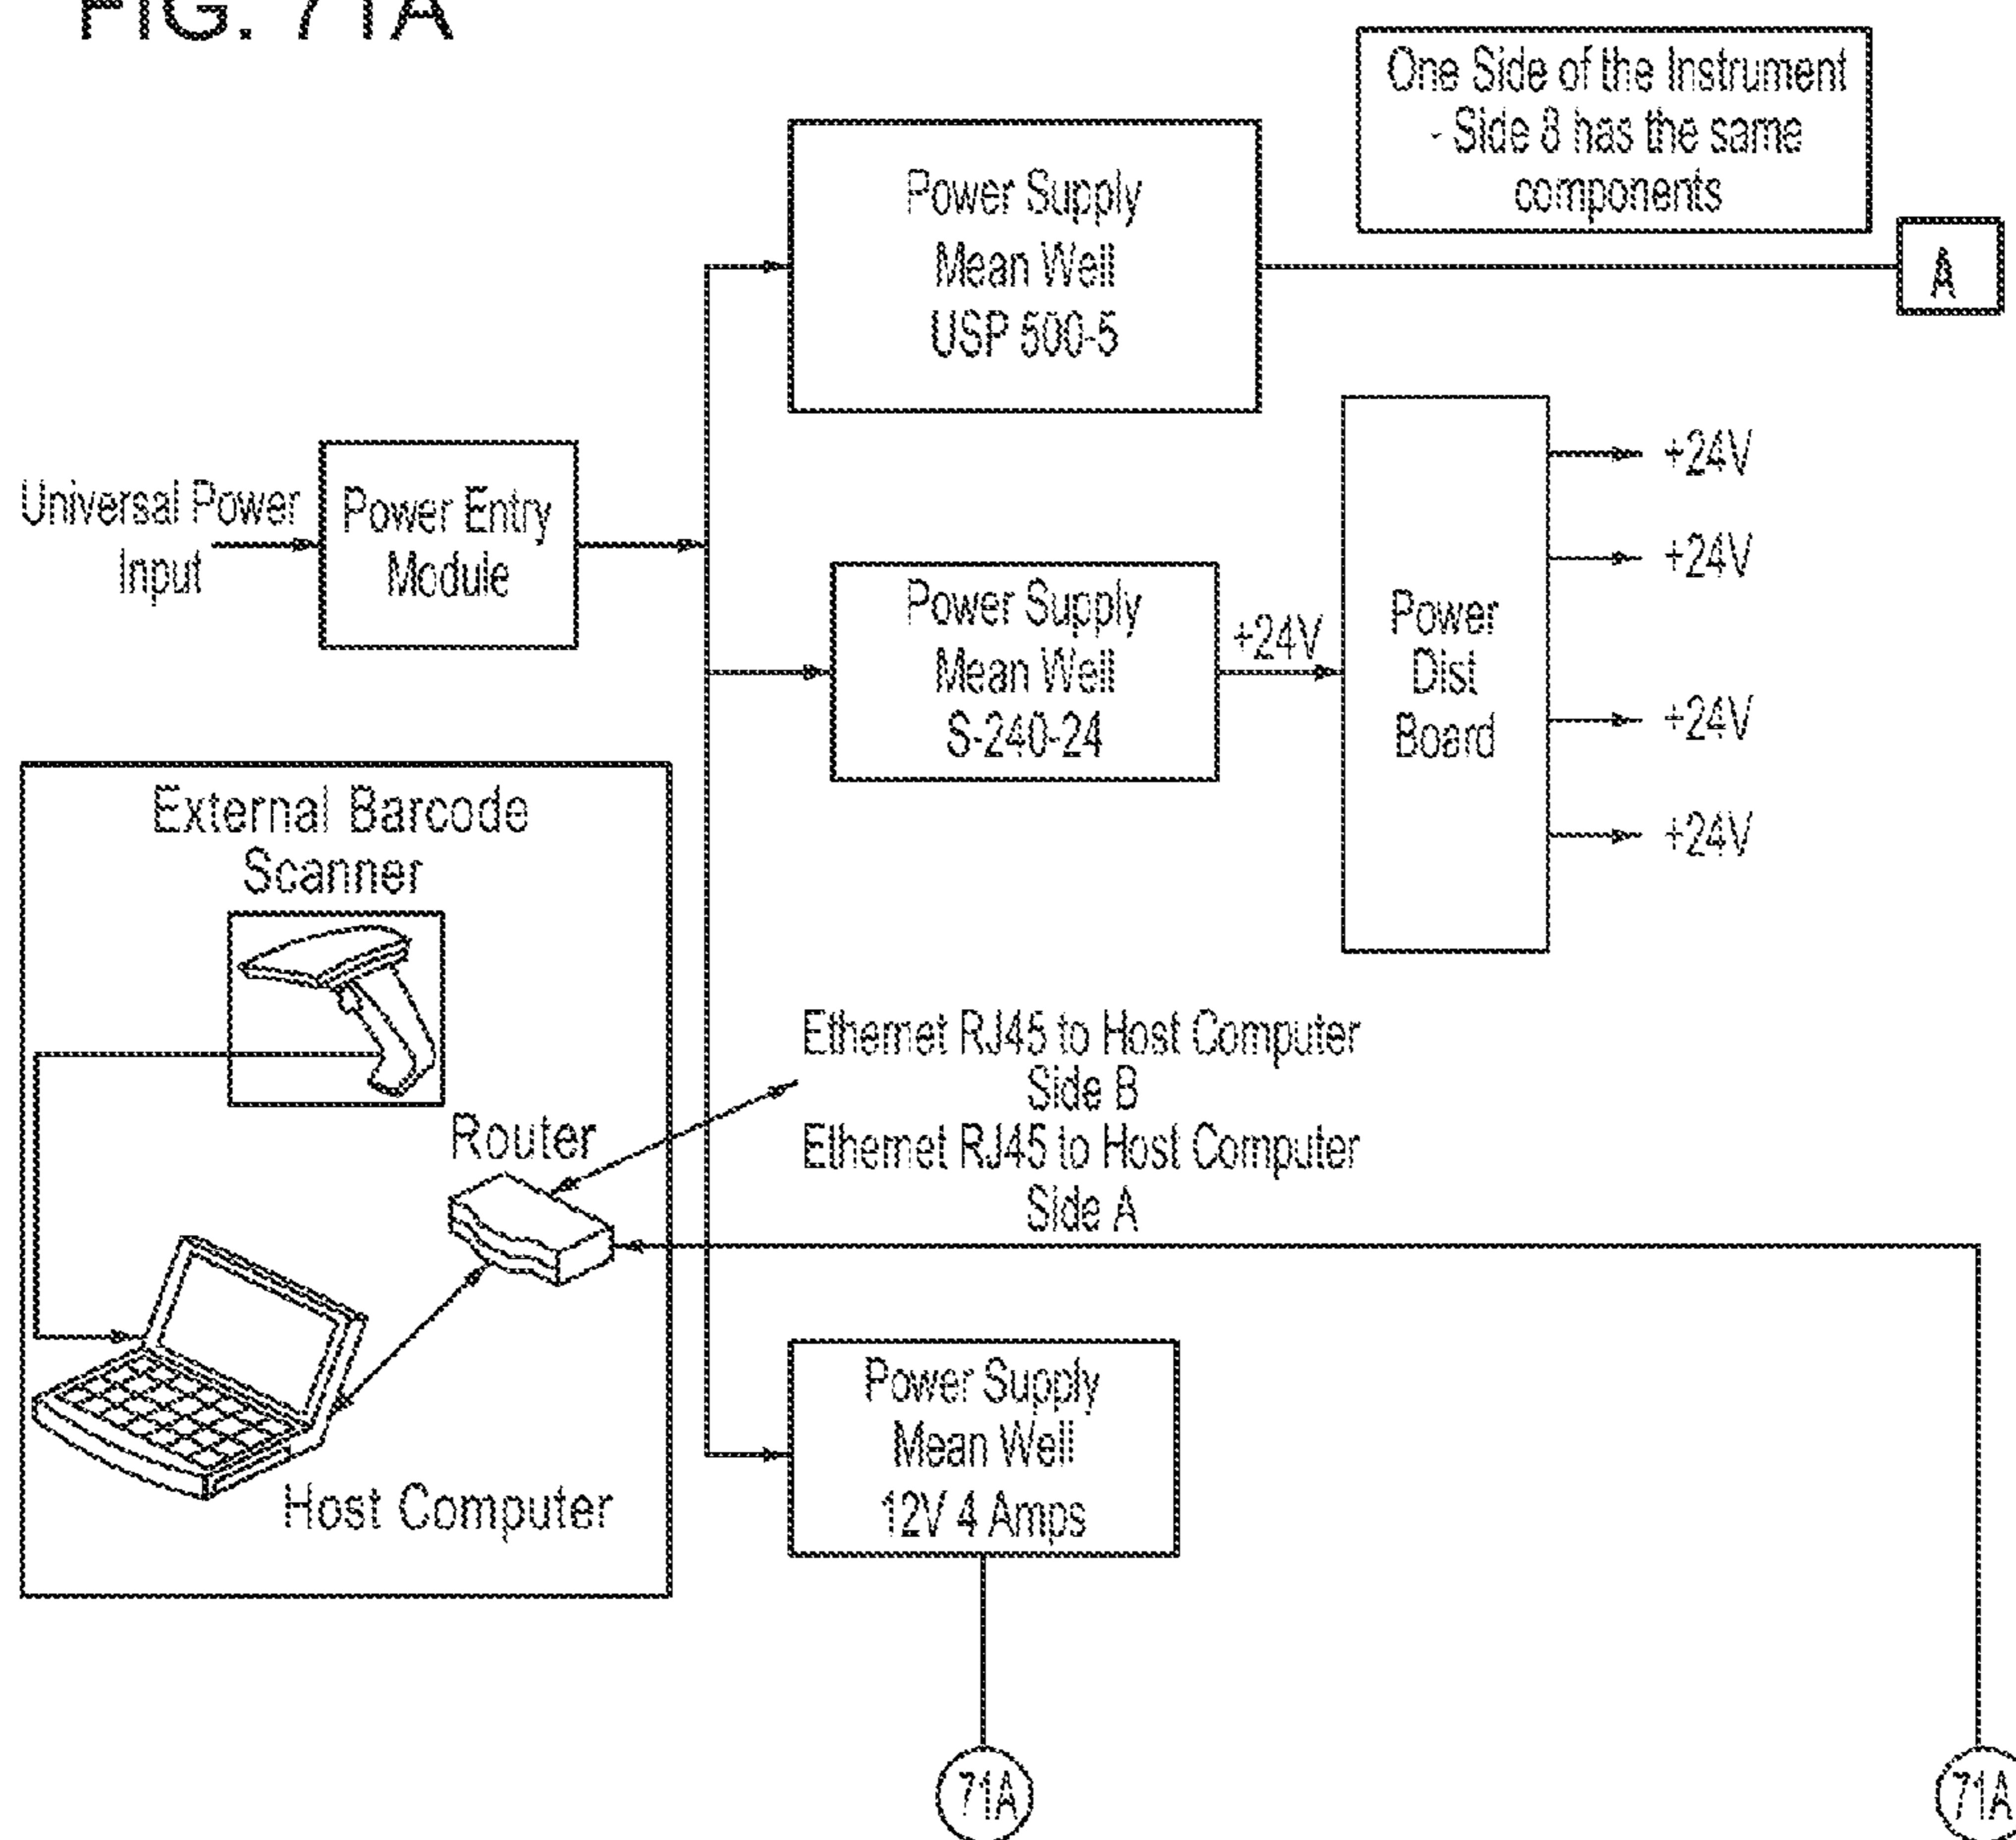 FIG. 71A
One Side of the Instrument
- Side 8 has the same
components
Power Supply
Mean Well
USP 500-5
A
Universal Power
Input
Power Entry
Module
Power Supply
Mean Well
S-240-24
+24V
Power
Dist
Board
+24V
+24V
+24V
+24V
External Barcode
Scanner
Router
Host Computer
Ethernet RJ45 to Host Computer
Side B
Ethernet RJ45 to Host Computer
Side A
Power Supply
Mean Well
12V 4 Amps
71A
71A